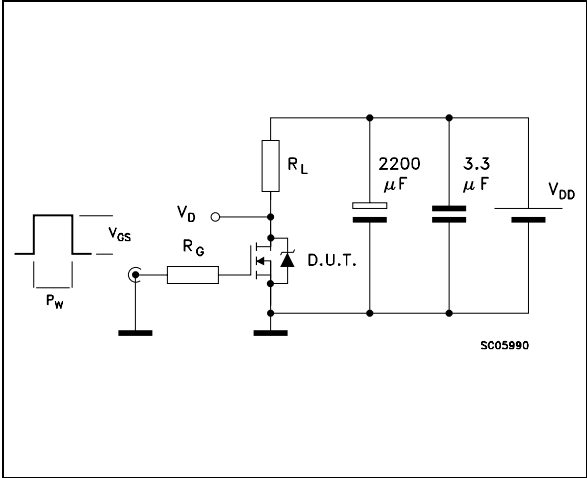 R_L
2200
μF
3.3
μF
V_DD
V_D
V_GS
R_G
D.U.T.
P_W
SC05990